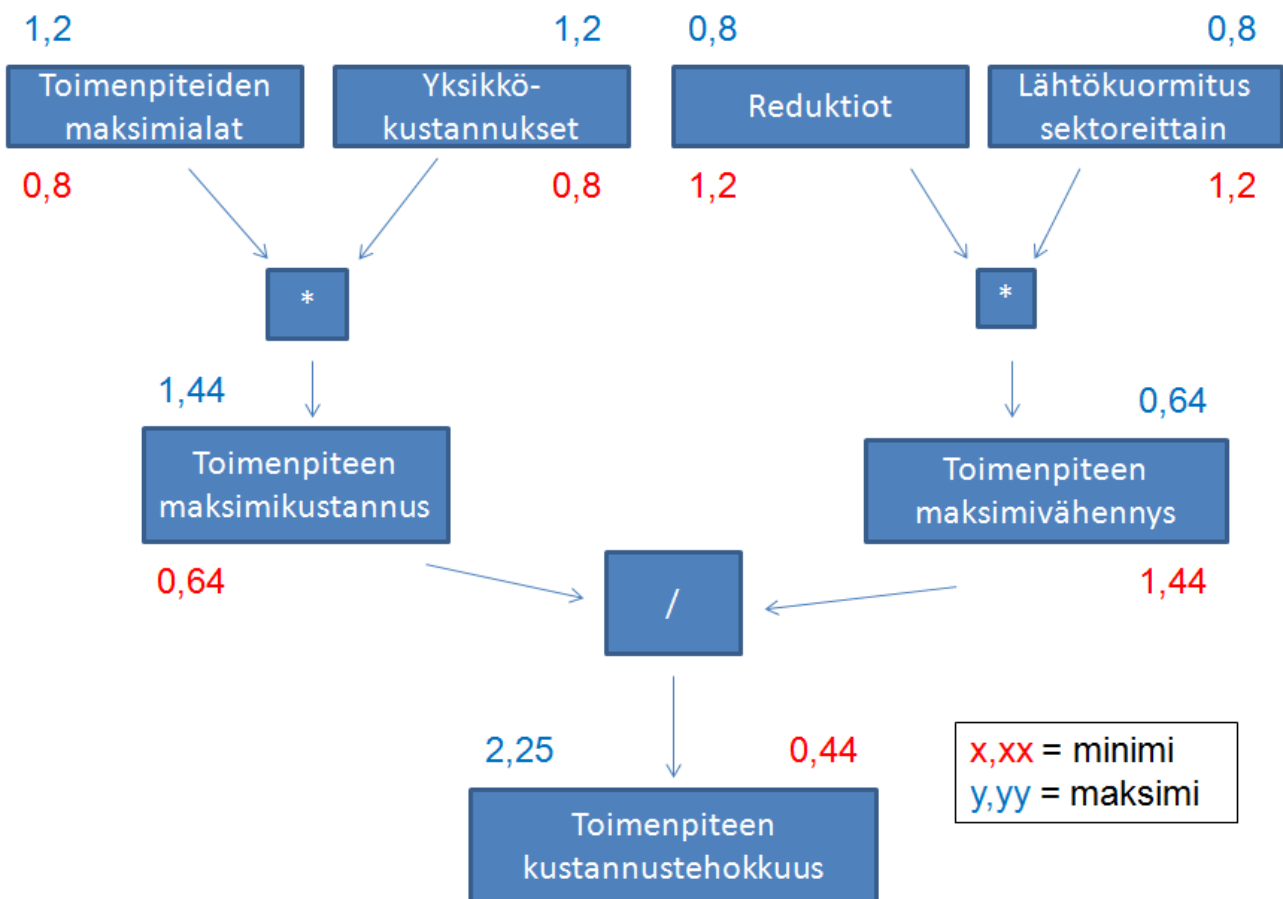 1,2
1,2
0,8
0,8
Toimenpiteiden
maksimialat
Yksikkö-
kustannukset
Reduktiot
Lähtökuormitus
sektoreittain
0,8
0,8
1,2
1,2
*
*
1,44
0,64
Toimenpiteen
maksimikustannus
Toimenpiteen
maksimivähennys
0,64
1,44
/
2,25
0,44
x,xx = minimi
y,yy = maksimi
Toimenpiteen
kustannustehokkuus